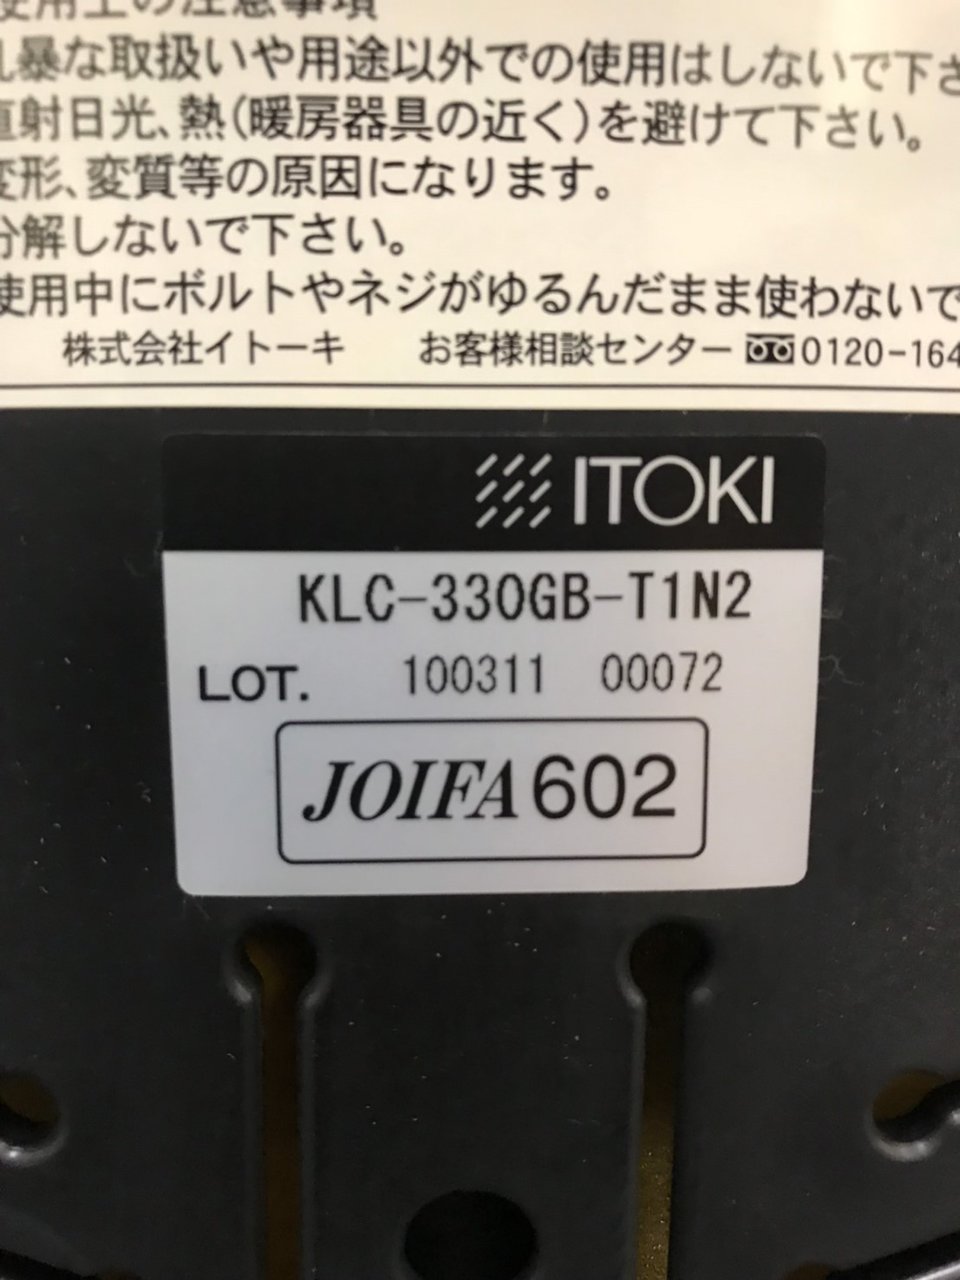 使用上の注意事項
乱暴な取扱いや用途以外での使用はしないで下さ
直射日光、熱(暖房器具の近く)を避けて下さい。
変形、変質等の原因になります。
分解しないで下さい。
使用中にボルトやネジがゆるんだまま使わないで
株式会社イトーキ お客様相談センター 0120-164
ITOKI
KLC-330GB-T1N2
LOT. 100311 00072
JOIFA602